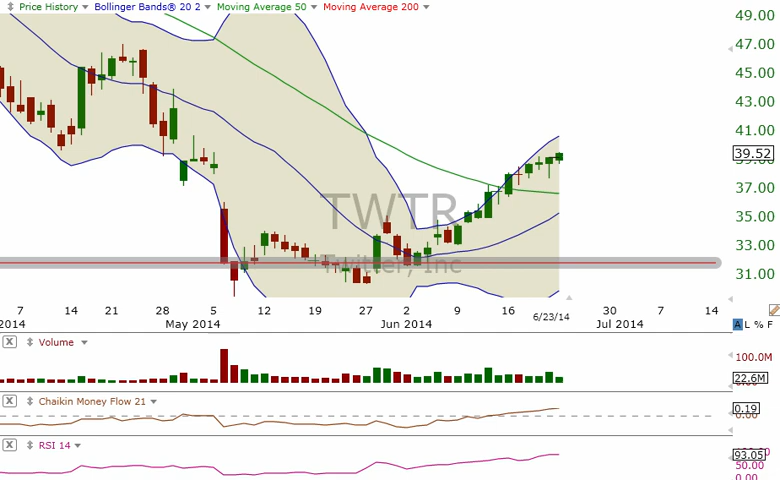 Price History Bollinger Bands® 20 2 Moving Average 50 Moving Average 200
49.00
47.00
45.00
43.00
41.00
39.52
37.00
35.00
33.00
31.00
TWTR
Twitter, Inc
7 14 21 28 5 12 19 27 2 9 16 6/23/14 30 7 14
2014 May 2014 Jun 2014 Jul 2014
A L % F
X Volume
100.0M
22.6M
X Chaikin Money Flow 21
0.19
X RSI 14
93.05
50.00
0.00